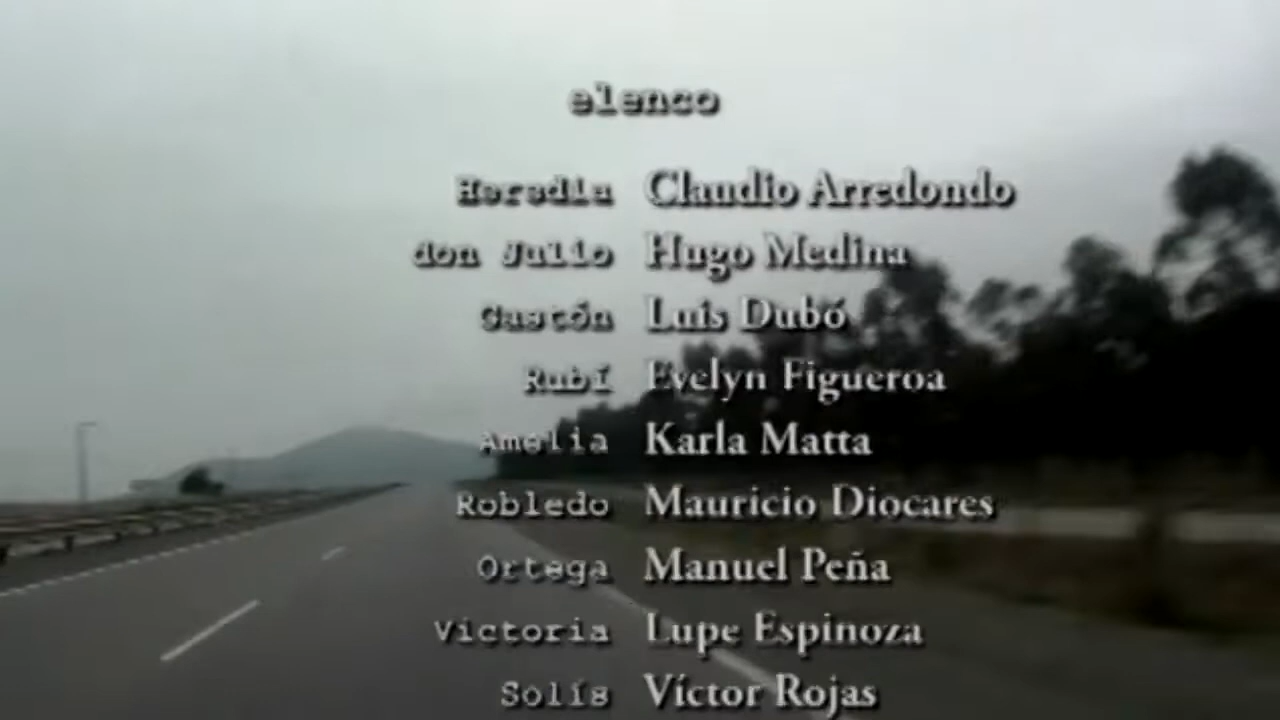 elenco
Heredia Claudio Arredondo
don Julio Hugo Medina
Gastón Luis Dubó
Rubí Evelyn Figueroa
Amelia Karla Matta
Robledo Mauricio Diocares
Ortega Manuel Peña
Victoria Lupe Espinoza
Solís Víctor Rojas